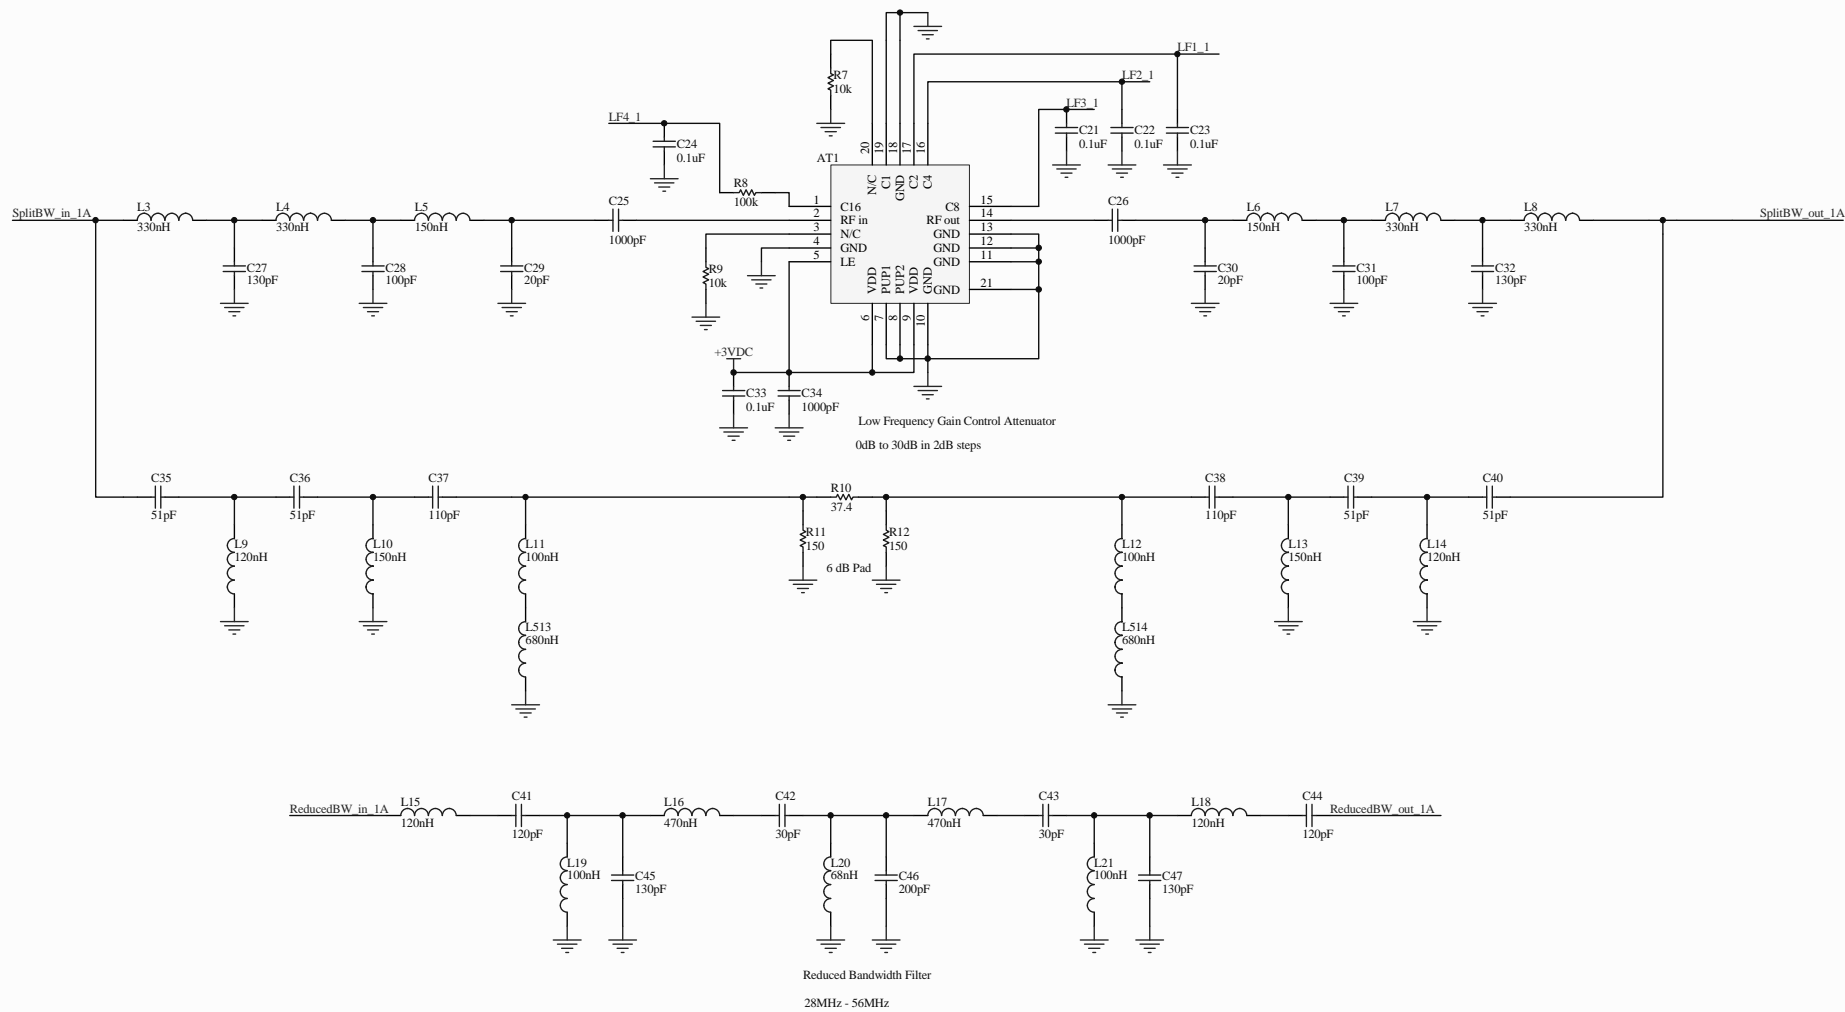 LF1_1
R7
10k
LF2_1
LF3_1
LF4_1
C24
0.1uF
C21
0.1uF
C22
0.1uF
C23
0.1uF
20
19
18
17
16
AT1
N/C
C1
GND
C2
C4
R8
100k
1
2
3
4
5
C16
RF in
N/C
GND
LE
C8
RF out
GND
GND
GND
GND
15
14
13
12
11
21
VDD
PUP1
PUP2
VDD
GND
6
7
8
9
10
SplitBW_in_1A
L3
330nH
L4
330nH
L5
150nH
C25
1000pF
C26
1000pF
L6
150nH
L7
330nH
L8
330nH
SplitBW_out_1A
C27
130pF
C28
100pF
C29
20pF
R9
10k
C30
20pF
C31
100pF
C32
130pF
+3VDC
C33
0.1uF
C34
1000pF
Low Frequency Gain Control Attenuator
0dB to 30dB in 2dB steps
C35
51pF
C36
51pF
C37
110pF
R10
37.4
C38
110pF
C39
51pF
C40
51pF
L9
120nH
L10
150nH
L11
100nH
R11
150
R12
150
6 dB Pad
L12
100nH
L13
150nH
L14
120nH
L513
680nH
L514
680nH
ReducedBW_in_1A
L15
120nH
C41
120pF
L16
470nH
C42
30pF
L17
470nH
C43
30pF
L18
120nH
C44
120pF
ReducedBW_out_1A
L19
100nH
C45
130pF
L20
68nH
C46
200pF
L21
100nH
C47
130pF
Reduced Bandwidth Filter
28MHz - 56MHz